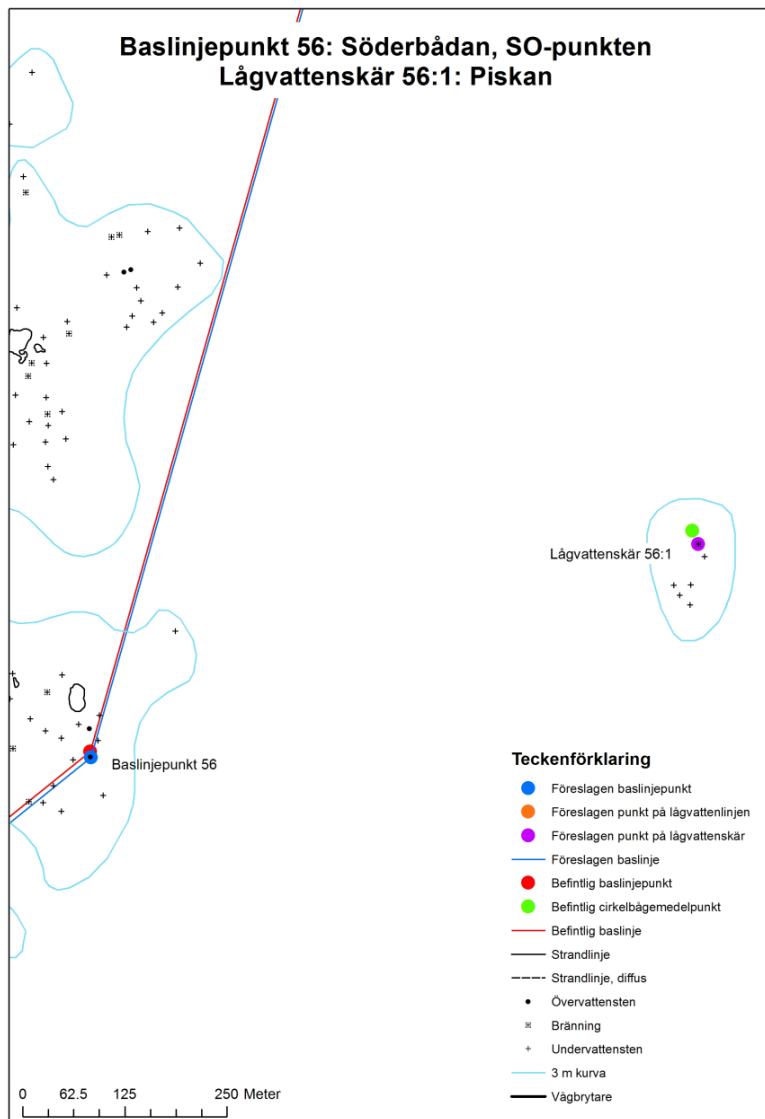 Baslinjepunkt 56: Söderbådan, SO-punkten
Lågvattenskär 56:1: Piskan
Lågvattenskär 56:1
Baslinjepunkt 56
Teckenförklaring
Föreslagen baslinjepunkt
Föreslagen punkt på lågvattenlinjen
Föreslagen punkt på lågvattenskär
Föreslagen baslinje
Befintlig baslinjepunkt
Befintlig cirkelbågemedelpunkt
Befintlig baslinje
Strandlinje
Strandlinje, diffus
Övervattensten
Bränning
Undervattensten
3 m kurva
Vågbrytare
0 62.5 125 250 Meter